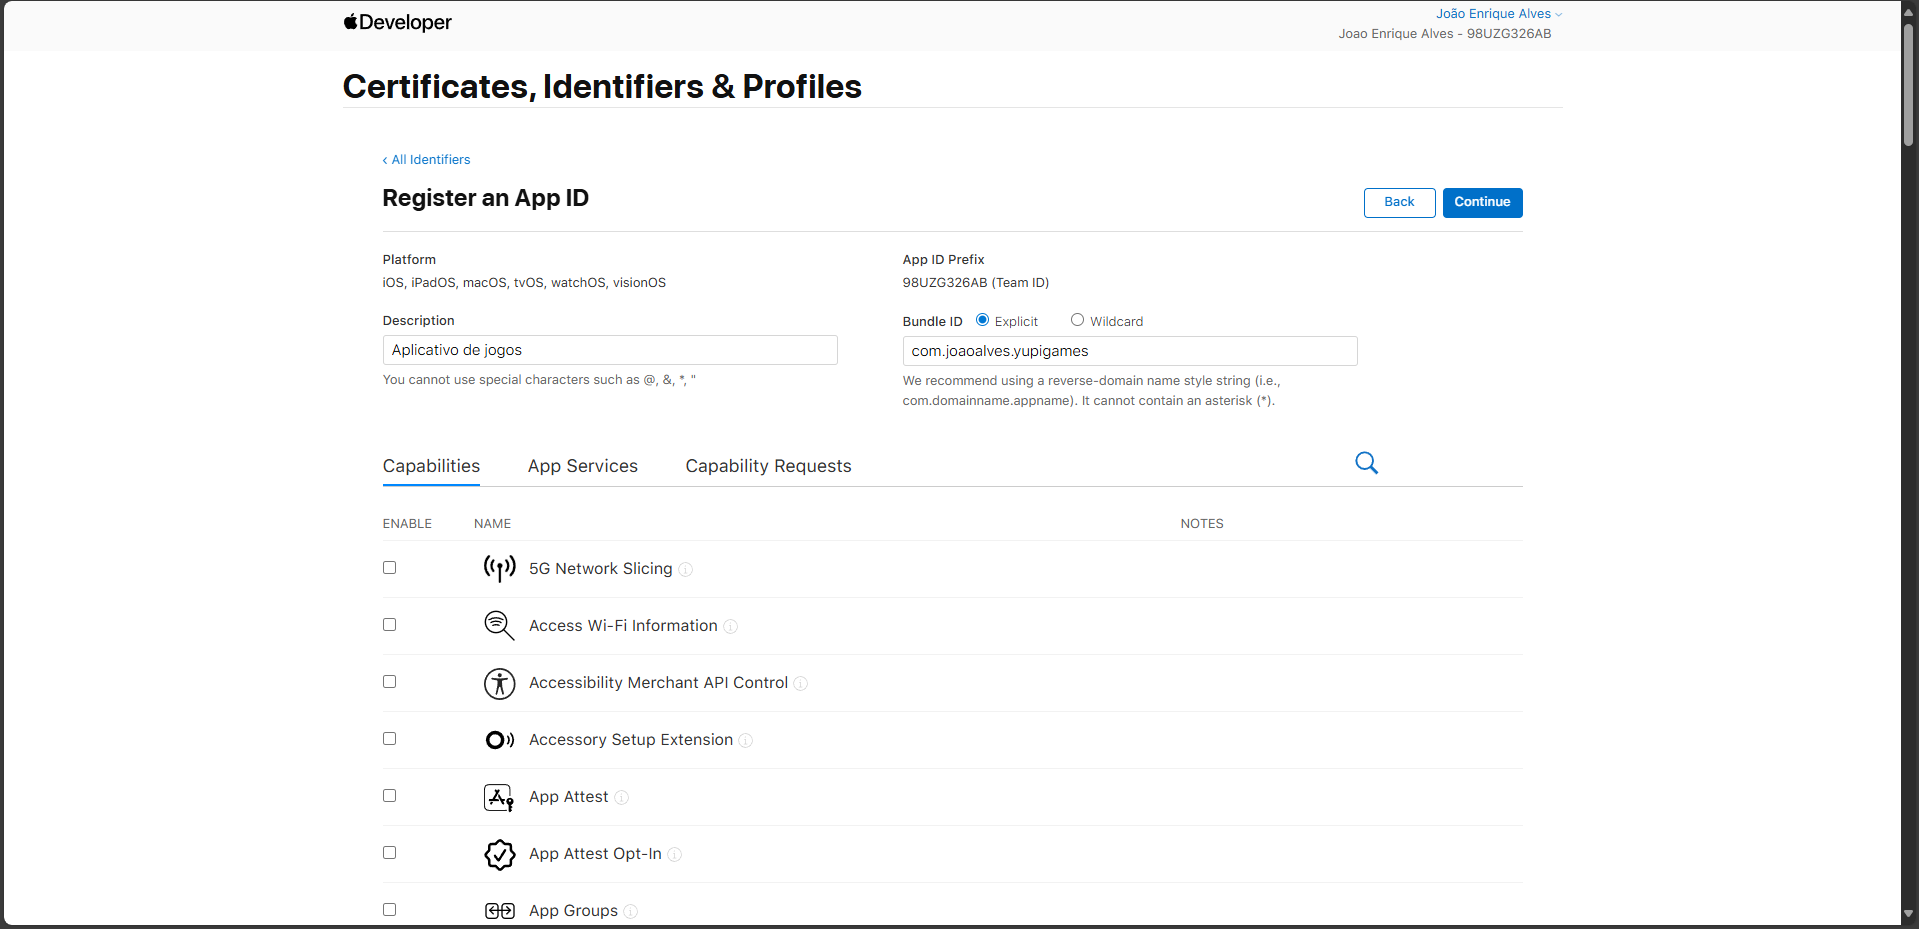 Developer
João Enrique Alves
Joao Enrique Alves - 98UZG326AB
Certificates, Identifiers & Profiles
‹ All Identifiers
Register an App ID
Back
Continue
Platform
iOS, iPadOS, macOS, tvOS, watchOS, visionOS
App ID Prefix
98UZG326AB (Team ID)
Description
Aplicativo de jogos
You cannot use special characters such as @, &, *, "
Bundle ID Explicit Wildcard
com.joaoalves.yupigames
We recommend using a reverse-domain name style string (i.e.,
com.domainname.appname). It cannot contain an asterisk (*).
Capabilities App Services Capability Requests
ENABLE NAME NOTES
5G Network Slicing
Access Wi-Fi Information
Accessibility Merchant API Control
Accessory Setup Extension
App Attest
App Attest Opt-In
App Groups